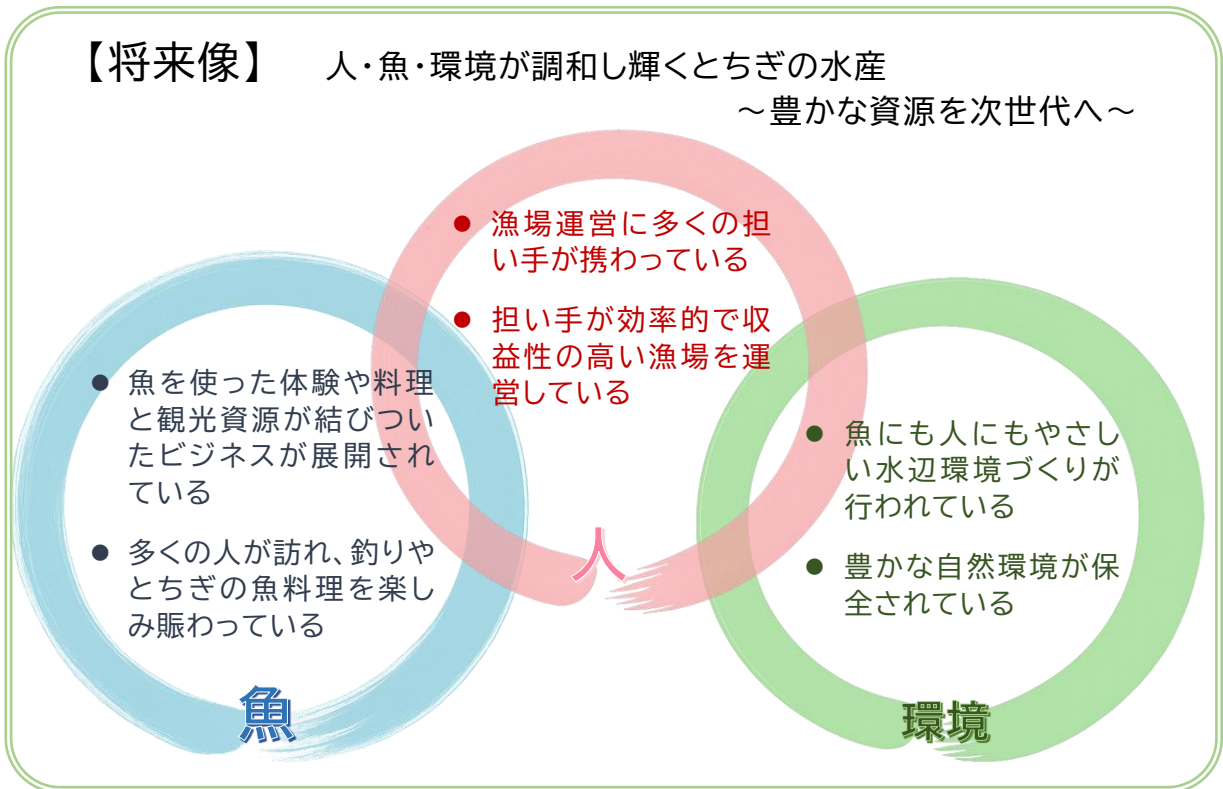 【将来像】 人・魚・環境が調和し輝くとちぎの水産
～豊かな資源を次世代へ～
● 漁場運営に多くの担
い手が携わっている
● 担い手が効率的で収
益性の高い漁場を運
営している
人
● 魚を使った体験や料理
と観光資源が結びつい
たビジネスが展開され
ている
● 多くの人が訪れ、釣りや
とちぎの魚料理を楽し
み賑わっている
魚
● 魚にも人にもやさし
い水辺環境づくりが
行われている
● 豊かな自然環境が保
全されている
環境